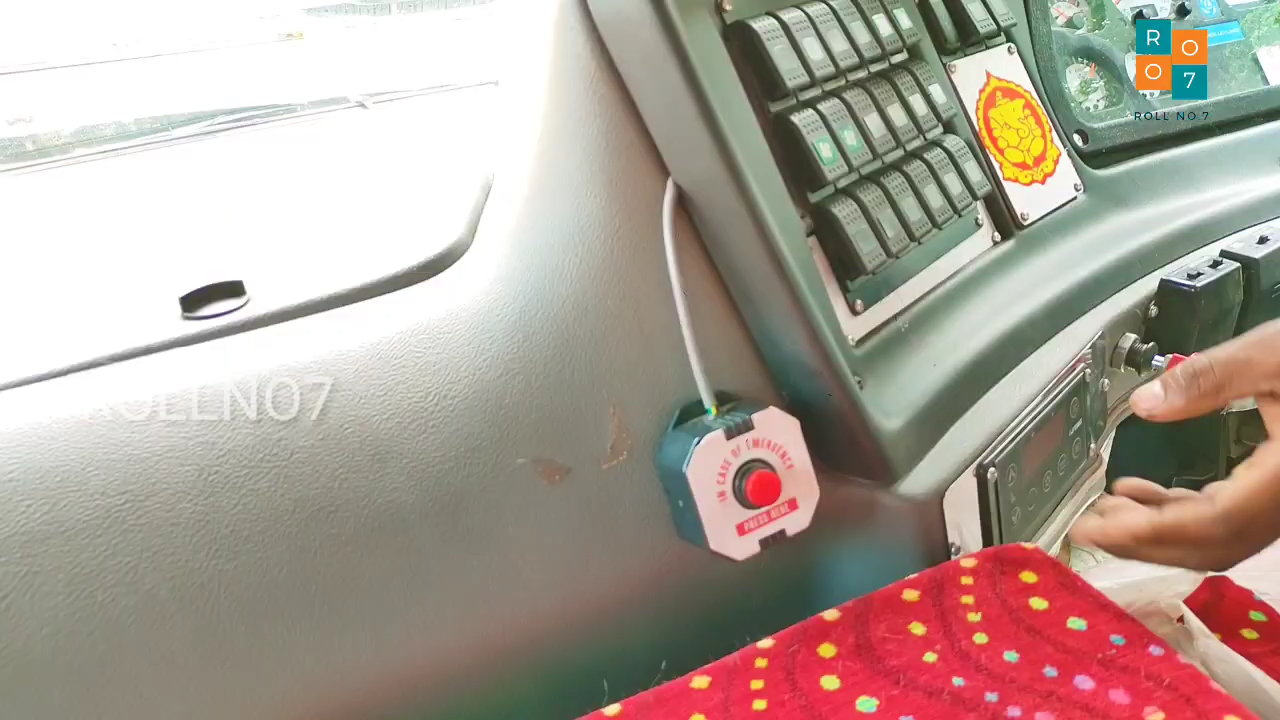 R
O
O
7
ROLL NO.7
ROLLNO7
IN CASE OF EMERGENCY
PRESS HERE